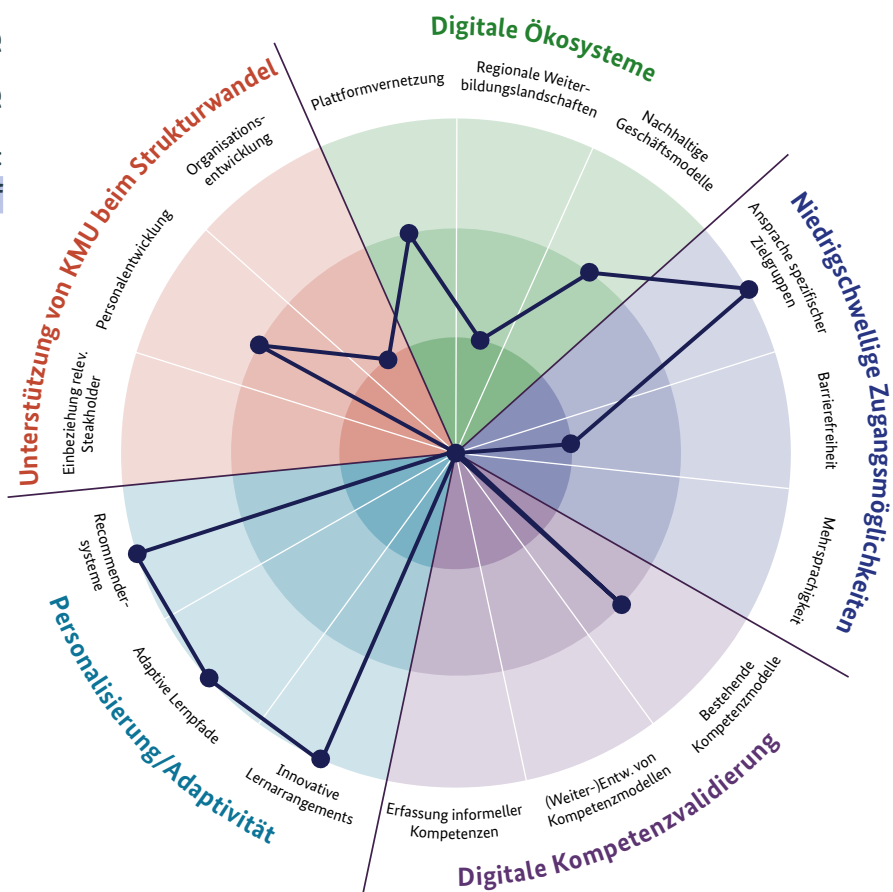 Digitale Ökosysteme
Plattformvernetzung
Regionale Weiter-
bildungslandschaften
Nachhaltige
Geschäftsmodelle
Niedrigschwellige Zugangsmöglichkeiten
Ansprache spezifischer
Zielgruppen
Barrierefreiheit
Mehrsprachigkeit
Digitale Kompetenzvalidierung
Bestehende
Kompetenzmodelle
(Weiter-)Entw. von
Kompetenzmodellen
Erfassung informeller
Kompetenzen
Personalisierung/Adaptivität
Innovative
Lernarrangements
Adaptive Lernpfade
Recommender-
systeme
Unterstützung von KMU beim Strukturwandel
Einbeziehung relev.
Steakholder
Personalentwicklung
Organisations-
entwicklung